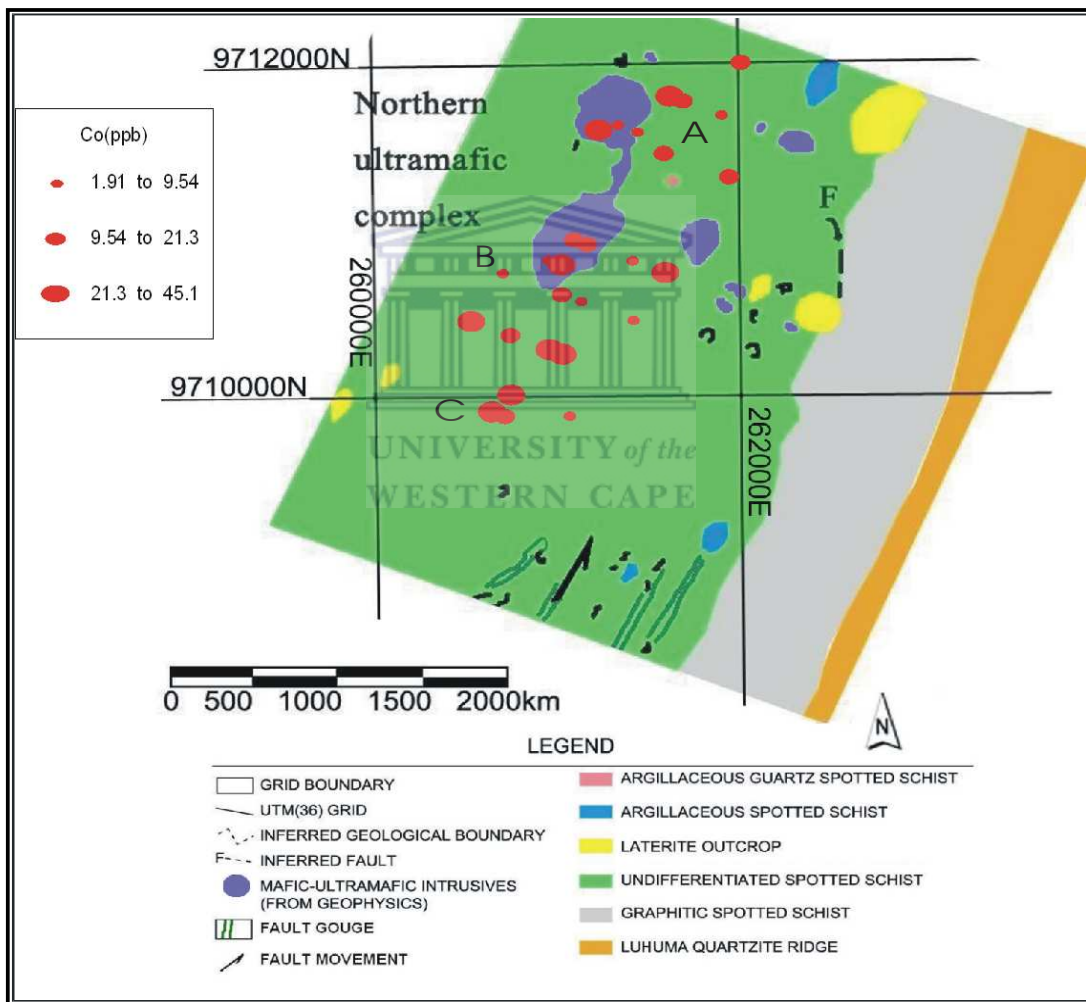 9712000N
Co(ppb)
1.91 to 9.54
9.54 to 21.3
21.3 to 45.1
Northern
ultramafic
complex
A
F
B
260000E
9710000N
C
262000E
UNIVERSITY of the
WESTERN CAPE
0 500 1000 1500 2000km
N
LEGEND
GRID BOUNDARY
UTM(36) GRID
INFERRED GEOLOGICAL BOUNDARY
F INFERRED FAULT
MAFIC-ULTRAMAFIC INTRUSIVES
(FROM GEOPHYSICS)
FAULT GOUGE
FAULT MOVEMENT
ARGILLACEOUS GUARTZ SPOTTED SCHIST
ARGILLACEOUS SPOTTED SCHIST
LATERITE OUTCROP
UNDIFFERENTIATED SPOTTED SCHIST
GRAPHITIC SPOTTED SCHIST
LUHUMA QUARTZITE RIDGE